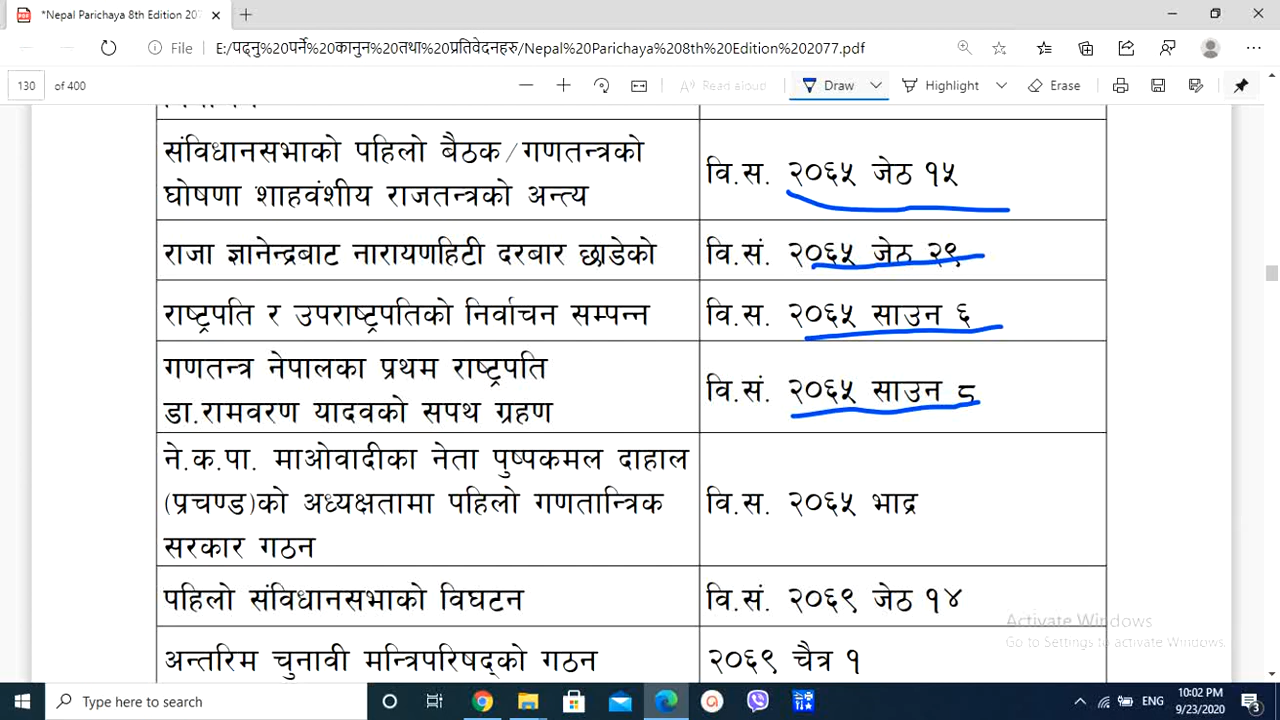 *Nepal Parichaya 8th Edition 207
File
E:/पढ्नु%20पर्ने%20कानुन%20तथा%20प्रतिवेदनहरु/Nepal%20Parichaya%208th%20Edition%202077.pdf
130 of 400
Read aloud
Draw
Highlight
Erase
संविधानसभाको पहिलो बैठक/गणतन्त्रको
घोषणा शाहवंशीय राजतन्त्रको अन्त्य
वि.स. २०६५ जेठ १५
राजा ज्ञानेन्द्रबाट नारायणहिटी दरबार छाडेको
वि.सं. २०६५ जेठ २९
राष्ट्रपति र उपराष्ट्रपतिको निर्वाचन सम्पन्न
वि.स. २०६५ साउन ६
गणतन्त्र नेपालका प्रथम राष्ट्रपति
डा.रामवरण यादवको सपथ ग्रहण
वि.सं. २०६५ साउन ८
ने.क.पा. माओवादीका नेता पुष्पकमल दाहाल
(प्रचण्ड)को अध्यक्षतामा पहिलो गणतान्त्रिक
सरकार गठन
वि.स. २०६५ भाद्र
पहिलो संविधानसभाको विघटन
वि.सं. २०६९ जेठ १४
अन्तरिम चुनावी मन्त्रिपरिषद्को गठन
२०६९ चैत्र १
Activate Windows
Go to Settings to activate Windows.
Type here to search
ENG
10:02 PM
9/23/2020
3